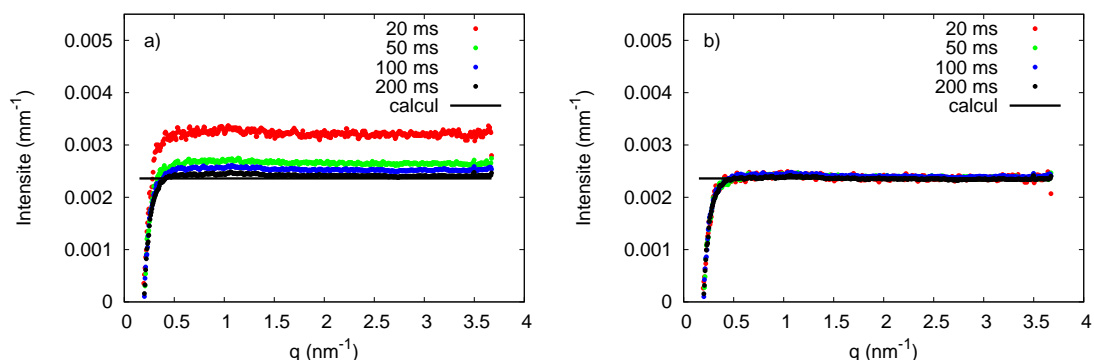 a)
20 ms
50 ms
100 ms
200 ms
calcul
Intensite (mm⁻¹)
0.005
0.004
0.003
0.002
0.001
0
0 0.5 1 1.5 2 2.5 3 3.5 4
q (nm⁻¹)
b)
20 ms
50 ms
100 ms
200 ms
calcul
Intensite (mm⁻¹)
0.005
0.004
0.003
0.002
0.001
0
0 0.5 1 1.5 2 2.5 3 3.5 4
q (nm⁻¹)